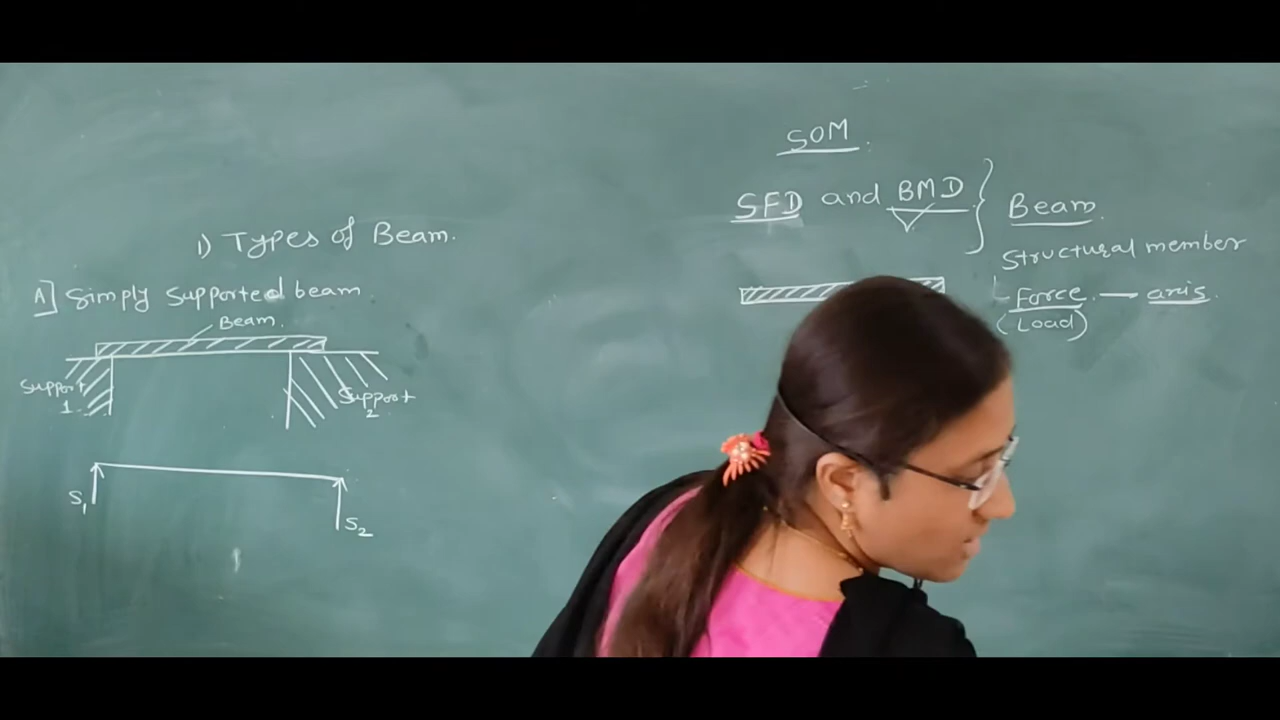 SOM
SFD and BMD
Beam
Structural member
Force — axis
(Load)
1) Types of Beam.
A] Simply Supported beam
Beam.
Support
1
Support
2
S1
S2